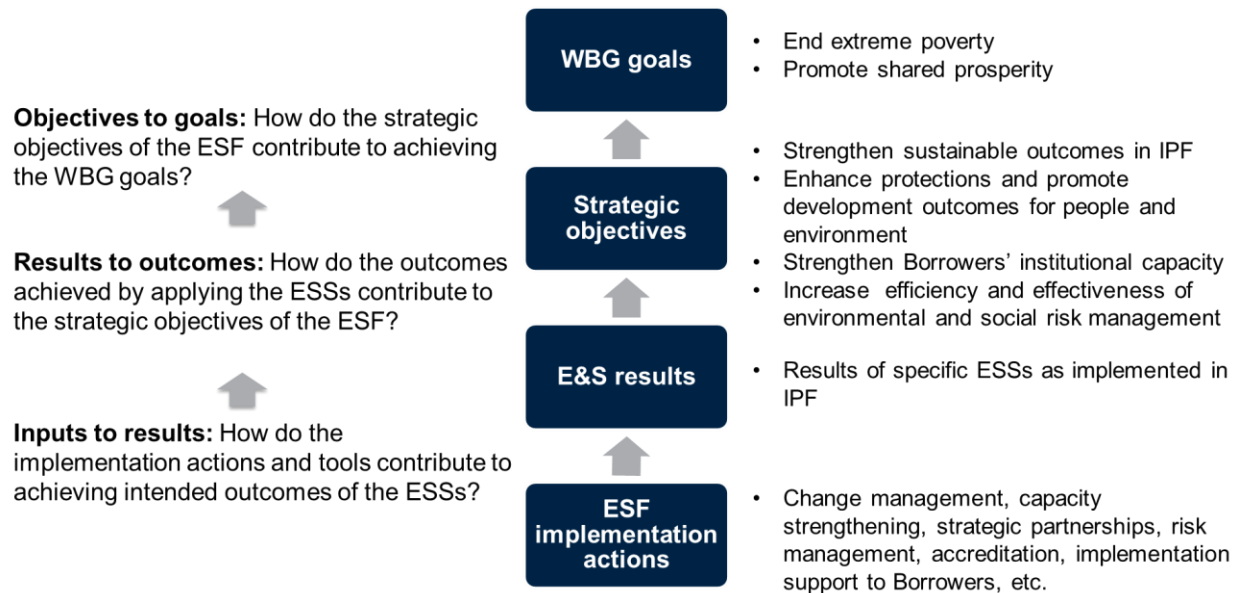 Objectives to goals: How do the strategic
objectives of the ESF contribute to achieving
the WBG goals?
Results to outcomes: How do the outcomes
achieved by applying the ESSs contribute to
the strategic objectives of the ESF?
Inputs to results: How do the
implementation actions and tools contribute to
achieving intended outcomes of the ESSs?
WBG goals
Strategic
objectives
E&S results
ESF
implementation
actions
• End extreme poverty
• Promote shared prosperity
• Strengthen sustainable outcomes in IPF
• Enhance protections and promote
development outcomes for people and
environment
• Strengthen Borrowers’ institutional capacity
• Increase efficiency and effectiveness of
environmental and social risk management
• Results of specific ESSs as implemented in
IPF
• Change management, capacity
strengthening, strategic partnerships, risk
management, accreditation, implementation
support to Borrowers, etc.